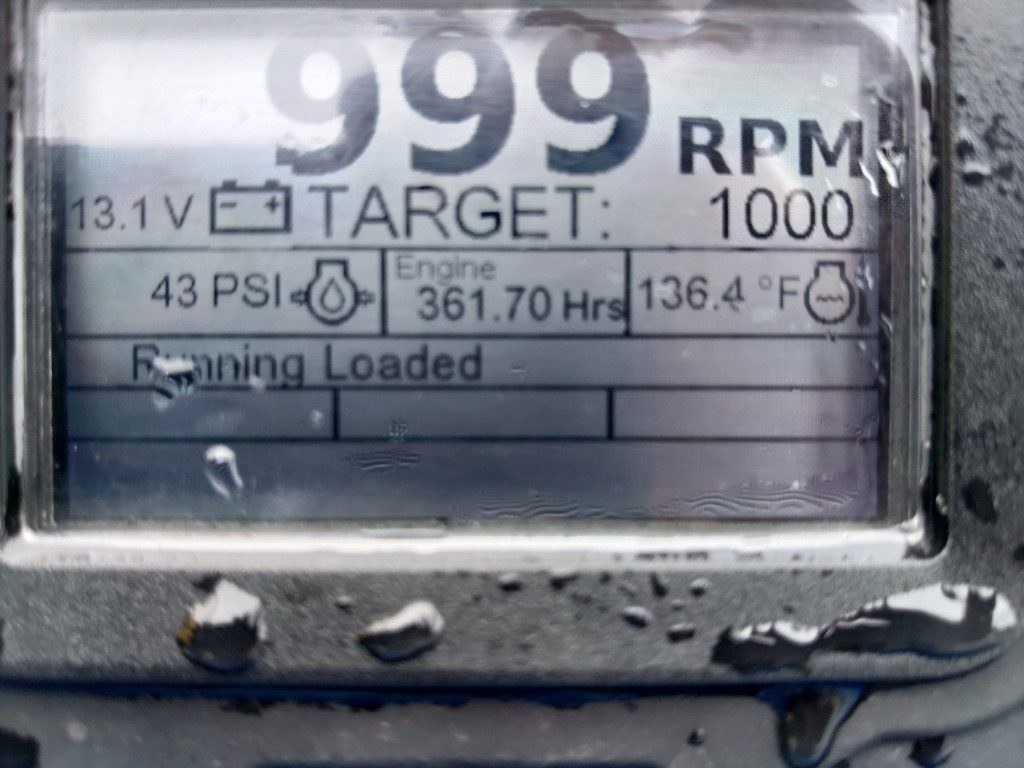 999 RPM
13.1 V TARGET: 1000
43 PSI Engine 361.70 Hrs 136.4 °F
Running Loaded